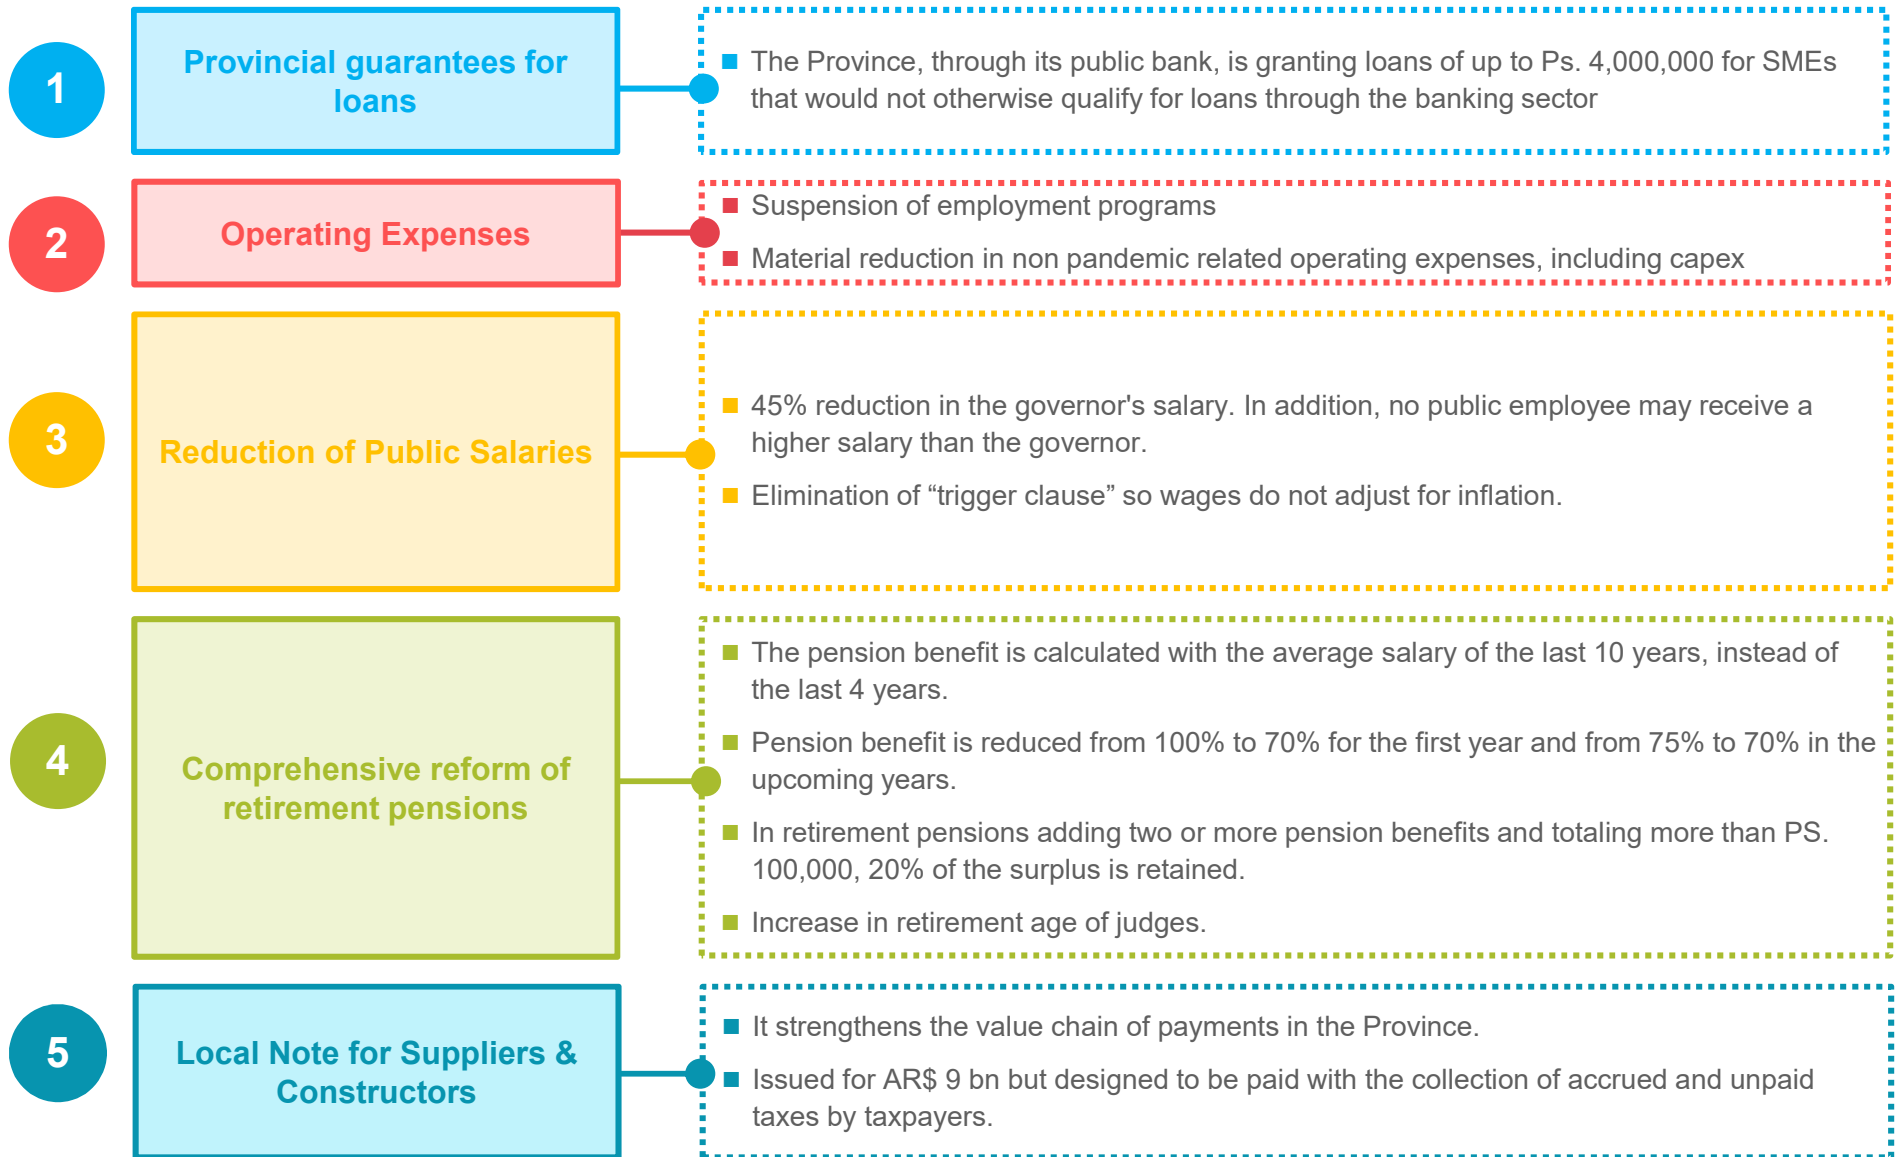 1
Provincial guarantees for
loans
The Province, through its public bank, is granting loans of up to Ps. 4,000,000 for SMEs
that would not otherwise qualify for loans through the banking sector
2
Operating Expenses
Suspension of employment programs
Material reduction in non pandemic related operating expenses, including capex
3
Reduction of Public Salaries
45% reduction in the governor's salary. In addition, no public employee may receive a
higher salary than the governor.
Elimination of “trigger clause” so wages do not adjust for inflation.
4
Comprehensive reform of
retirement pensions
The pension benefit is calculated with the average salary of the last 10 years, instead of
the last 4 years.
Pension benefit is reduced from 100% to 70% for the first year and from 75% to 70% in the
upcoming years.
In retirement pensions adding two or more pension benefits and totaling more than PS.
100,000, 20% of the surplus is retained.
Increase in retirement age of judges.
5
Local Note for Suppliers &
Constructors
It strengthens the value chain of payments in the Province.
Issued for AR$ 9 bn but designed to be paid with the collection of accrued and unpaid
taxes by taxpayers.